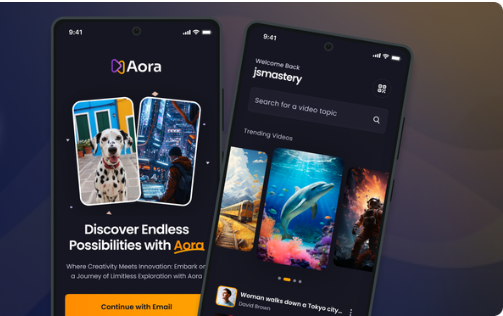 9:41
Aora
Discover Endless
Possibilities with Aora
Where Creativity Meets Innovation: Embark on
a Journey of Limitless Exploration with Aora
Continue with Email
9:41
Welcome Back
jsmastery
Search for a video topic
Trending Videos
Woman walks down a Tokyo city...
David Brown